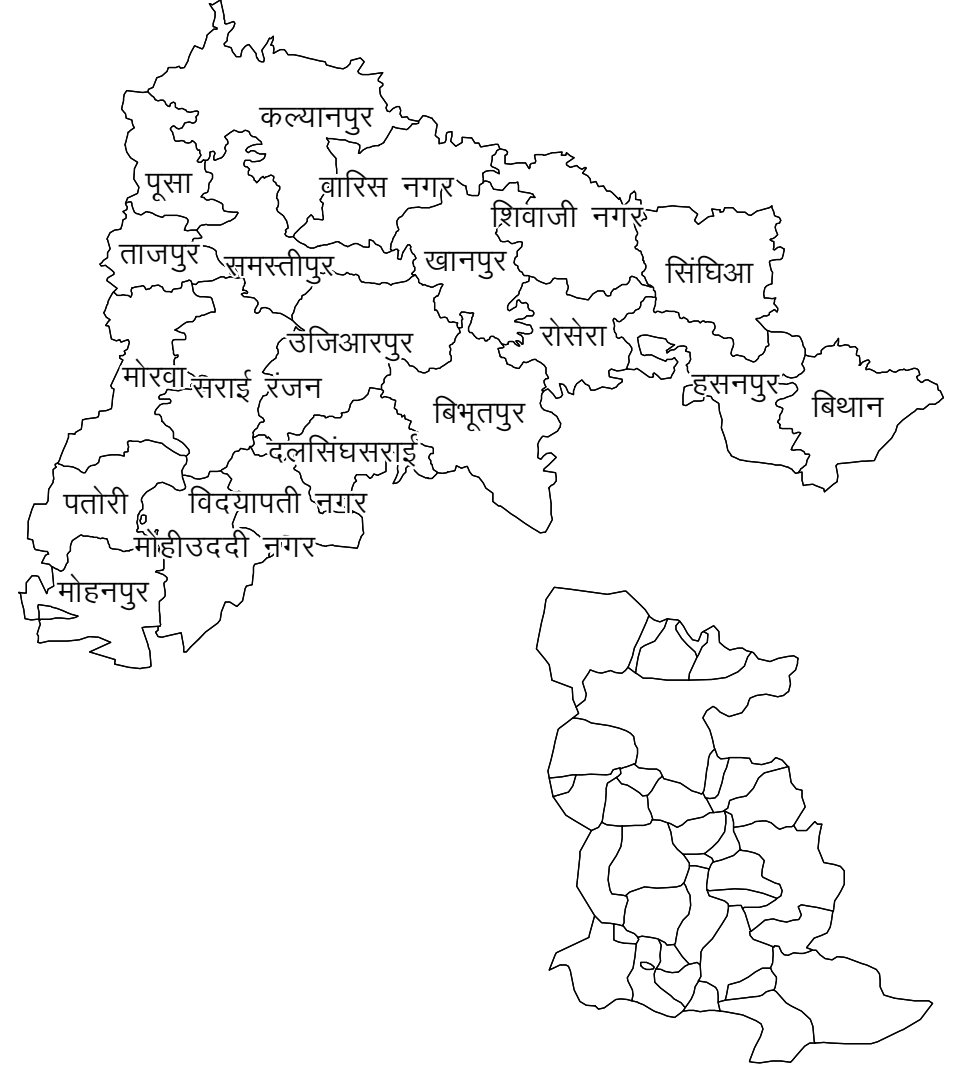 कल्यानपुर
पूसा
वारिस नगर
शिवाजी नगर
ताजपुर
समस्तीपुर
खानपुर
सिंघिआ
उजिआरपुर
रोसेरा
मोरवा
सराई रंजन
हसनपुर
बिभूतपुर
बिथान
दलसिंघसराई
पतोरी
विदयापती नगर
मोंहीउददी नगर
मोहनपुर